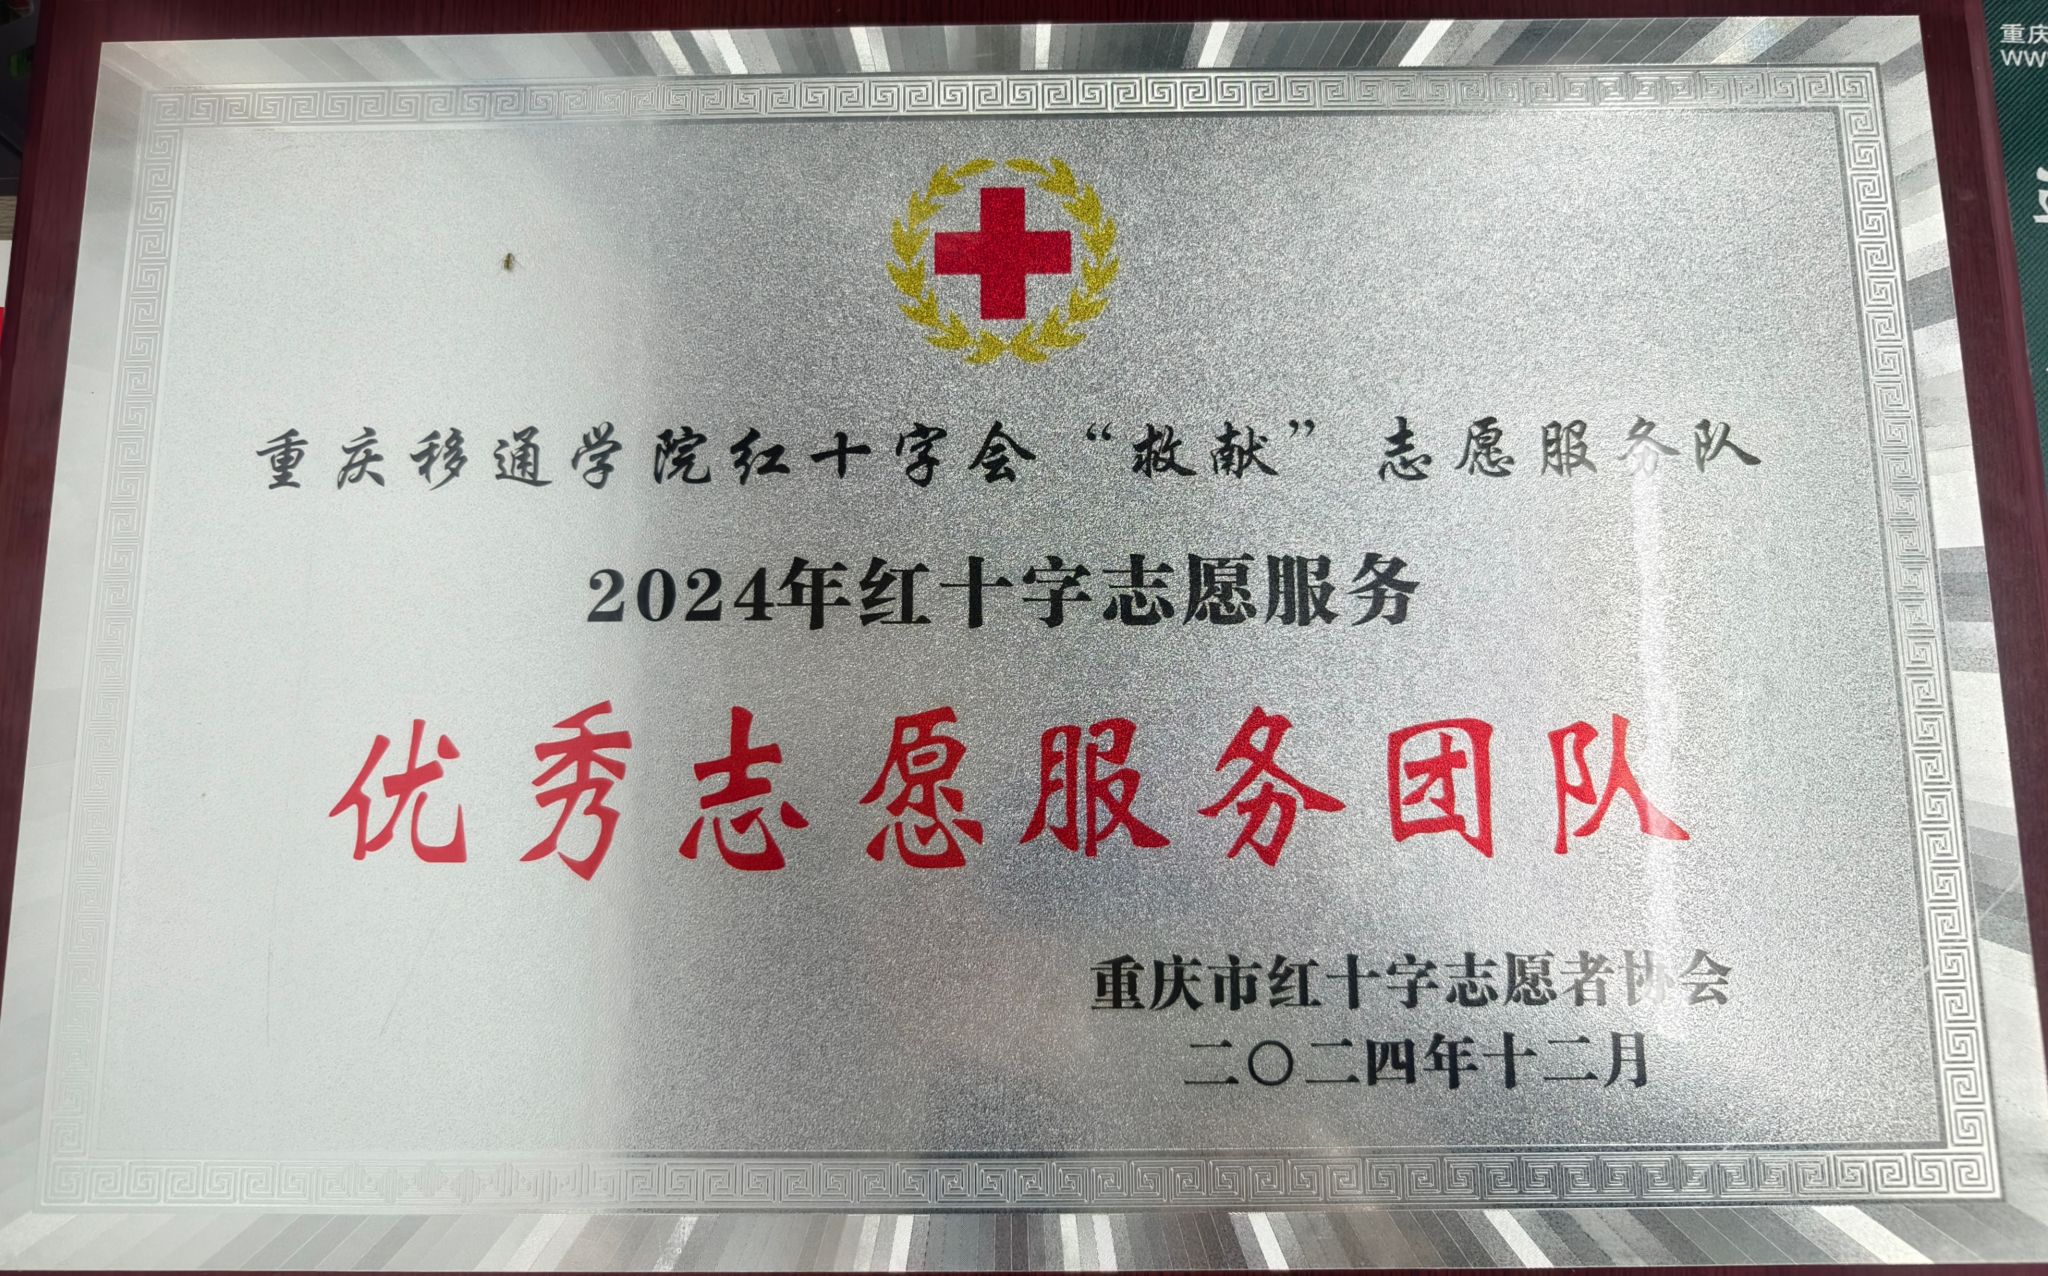 重庆移通学院红十字会“救献”志愿服务队
2024年红十字志愿服务
优秀志愿服务团队
重庆市红十字志愿者协会
二〇二四年十二月
重庆